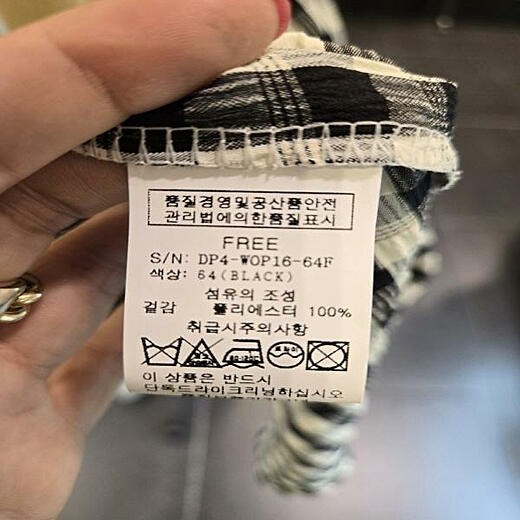 품질경영및공산품안전
관리법에의한품질표시
FREE
S/N: DP4-WOP16-64F
색상: 64(BLACK)
섬유의 조성
겉감 폴리에스터 100%
취급시주의사항
이 상품은 반드시
단독드라이크리닝하십시오